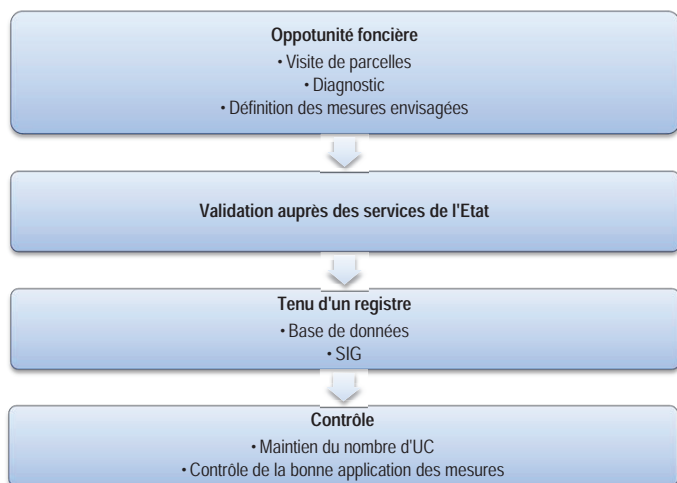 Oppotunité foncière
• Visite de parcelles
• Diagnostic
• Définition des mesures envisagées
Validation auprès des services de l'Etat
Tenu d'un registre
• Base de données
• SIG
Contrôle
• Maintien du nombre d'UC
• Contrôle de la bonne application des mesures